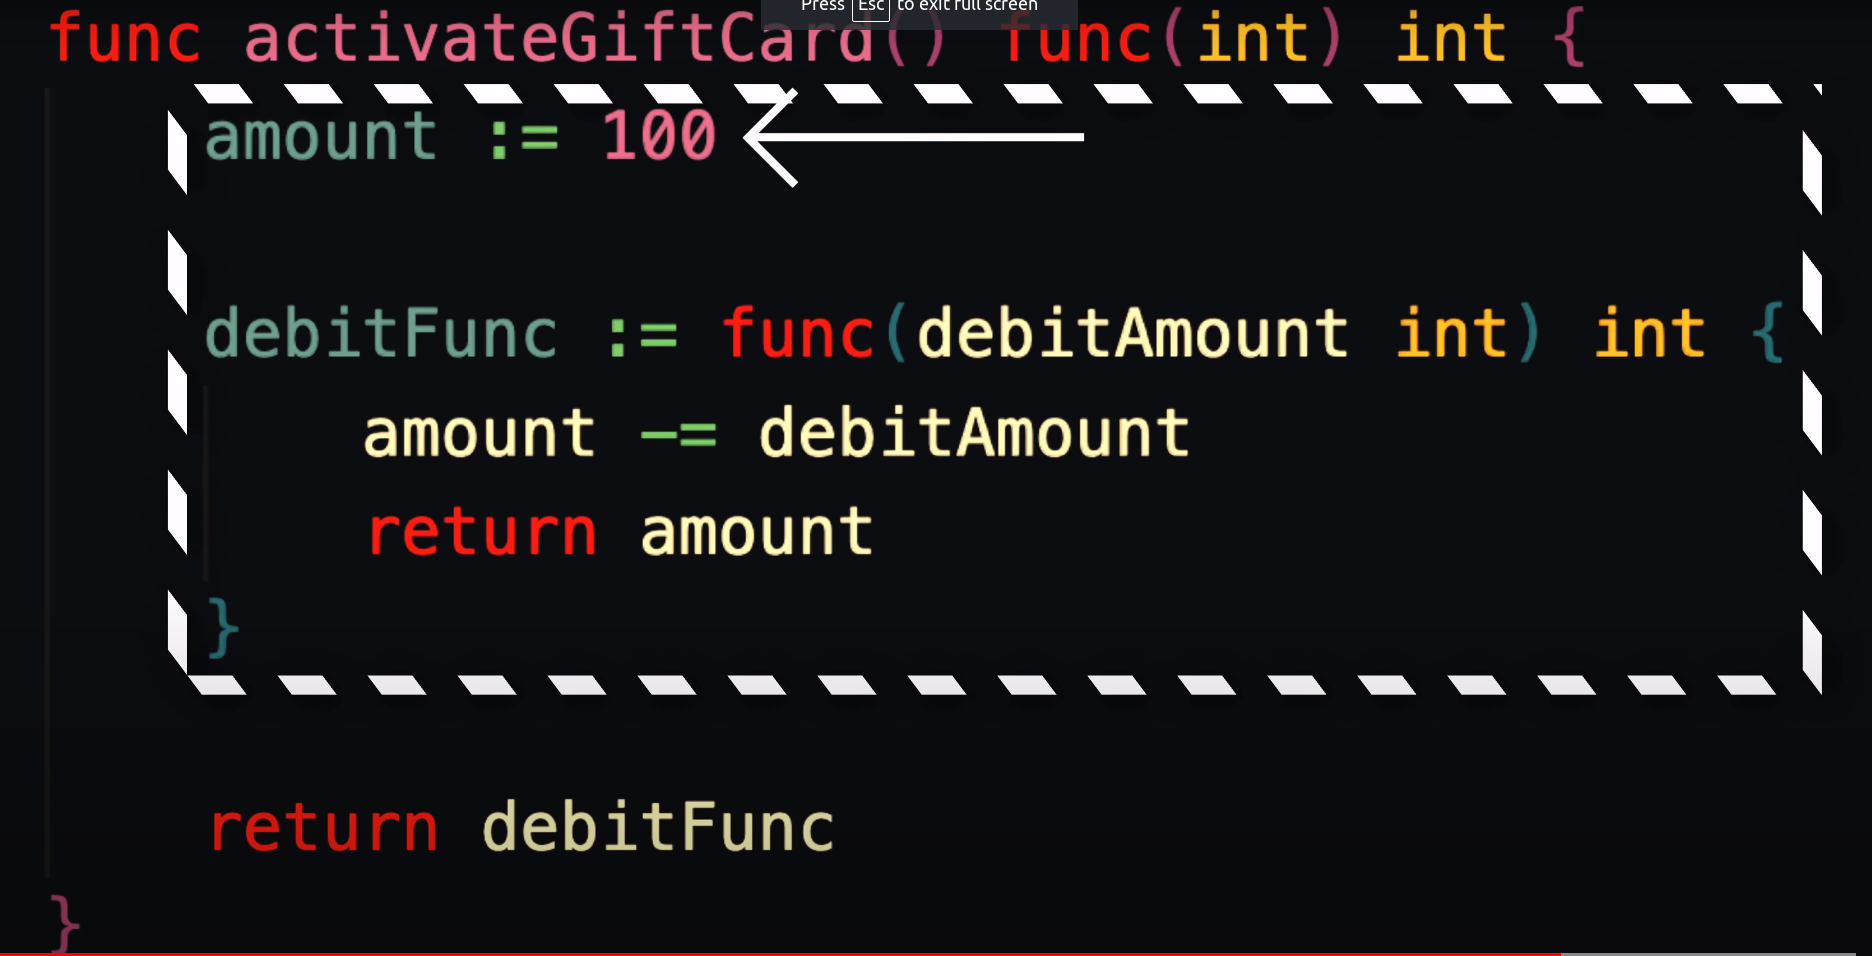 Press Esc to exit full screen
func activateGiftCard() func(int) int {
amount := 100
debitFunc := func(debitAmount int) int {
amount -= debitAmount
return amount
}
return debitFunc
}